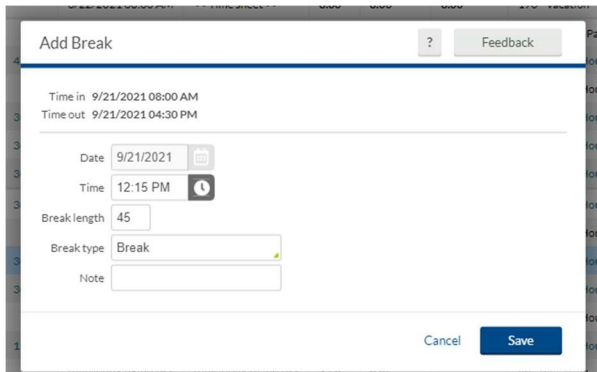 Add Break
?
Feedback
Time in 9/21/2021 08:00 AM
Time out 9/21/2021 04:30 PM
Date 9/21/2021
Time 12:15 PM
Break length 45
Break type Break
Note
Cancel
Save